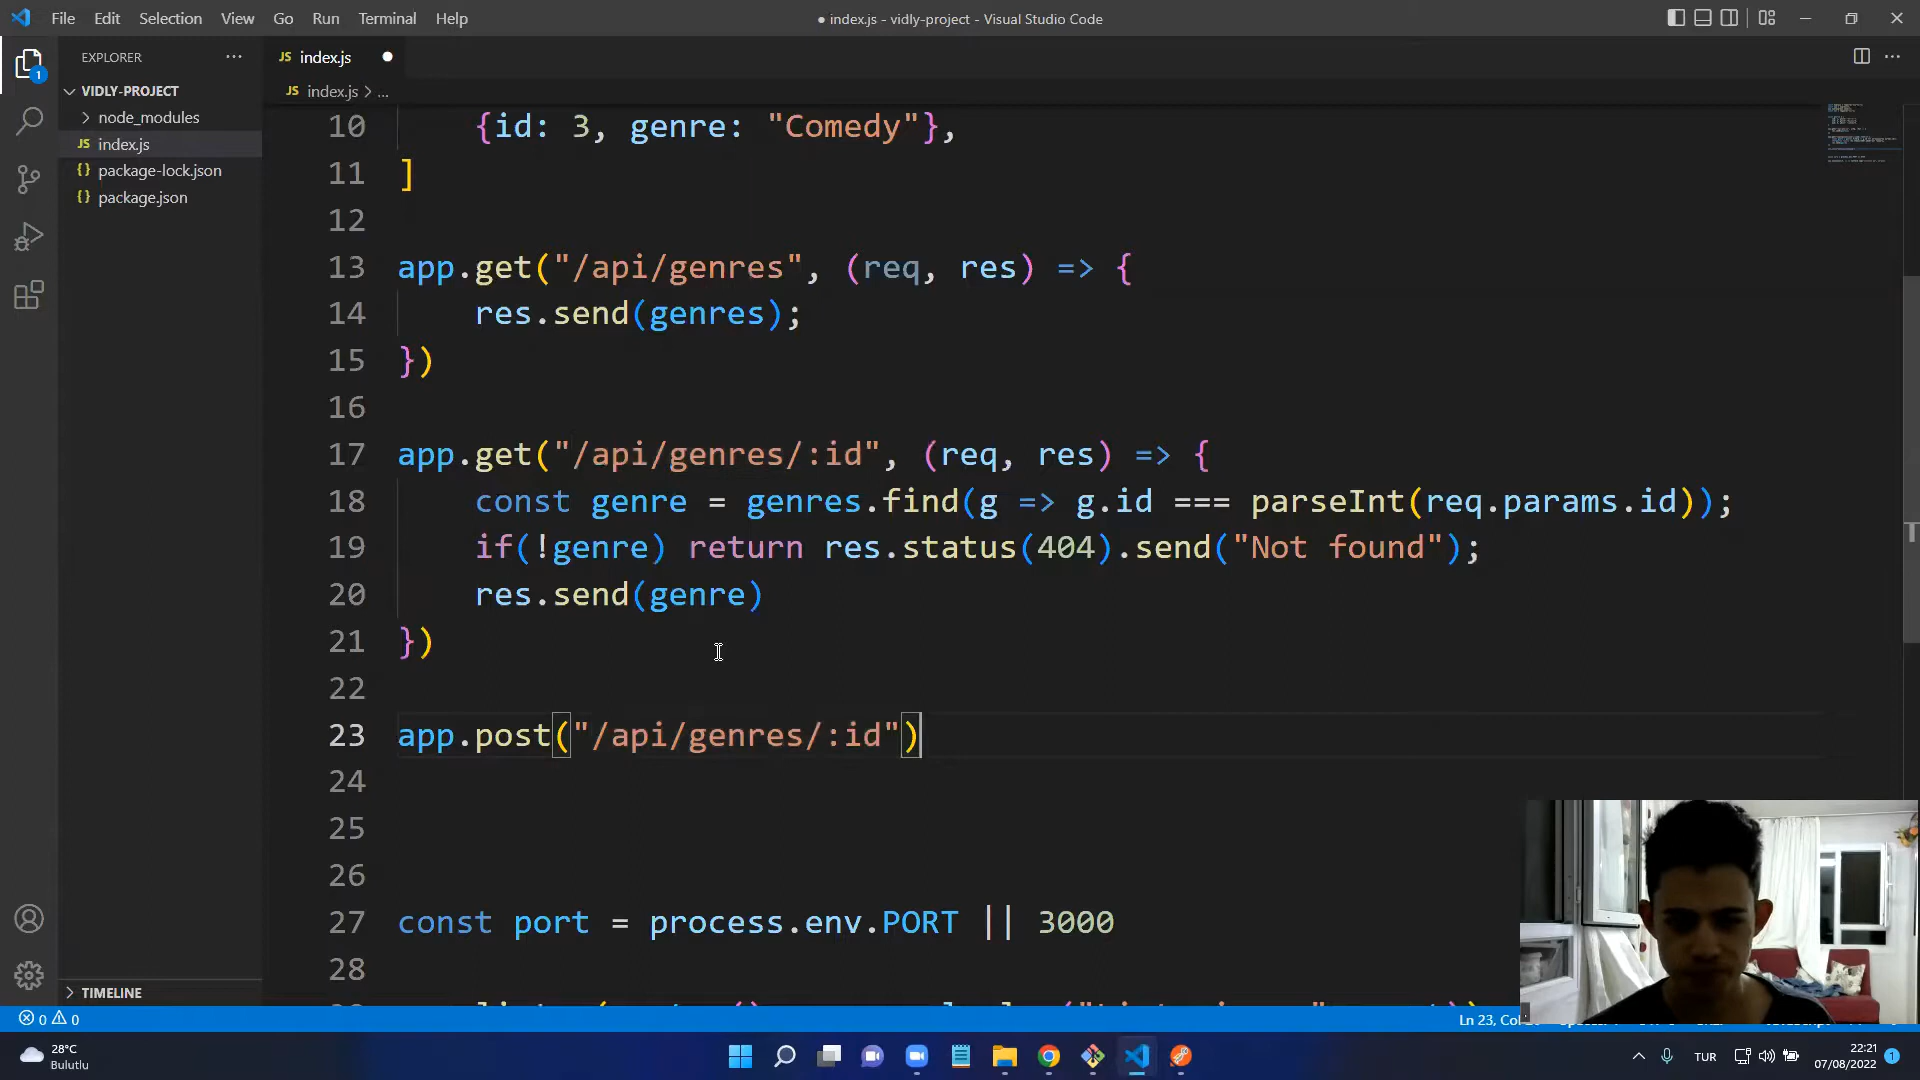 File Edit Selection View Go Run Terminal Help
● index.js - vidly-project - Visual Studio Code
EXPLORER
VIDLY-PROJECT
node_modules
JS index.js
{} package-lock.json
{} package.json
TIMELINE
JS index.js
JS index.js > ...
10 {id: 3, genre: "Comedy"},
11 ]
12
13 app.get("/api/genres", (req, res) => {
14 res.send(genres);
15 })
16
17 app.get("/api/genres/:id", (req, res) => {
18 const genre = genres.find(g => g.id === parseInt(req.params.id));
19 if(!genre) return res.status(404).send("Not found");
20 res.send(genre)
21 })
22
23 app.post("/api/genres/:id")
24
25
26
27 const port = process.env.PORT || 3000
28
0 0
Ln 23, Col
28°C
Bulutlu
TUR
22:21
07/08/2022
1